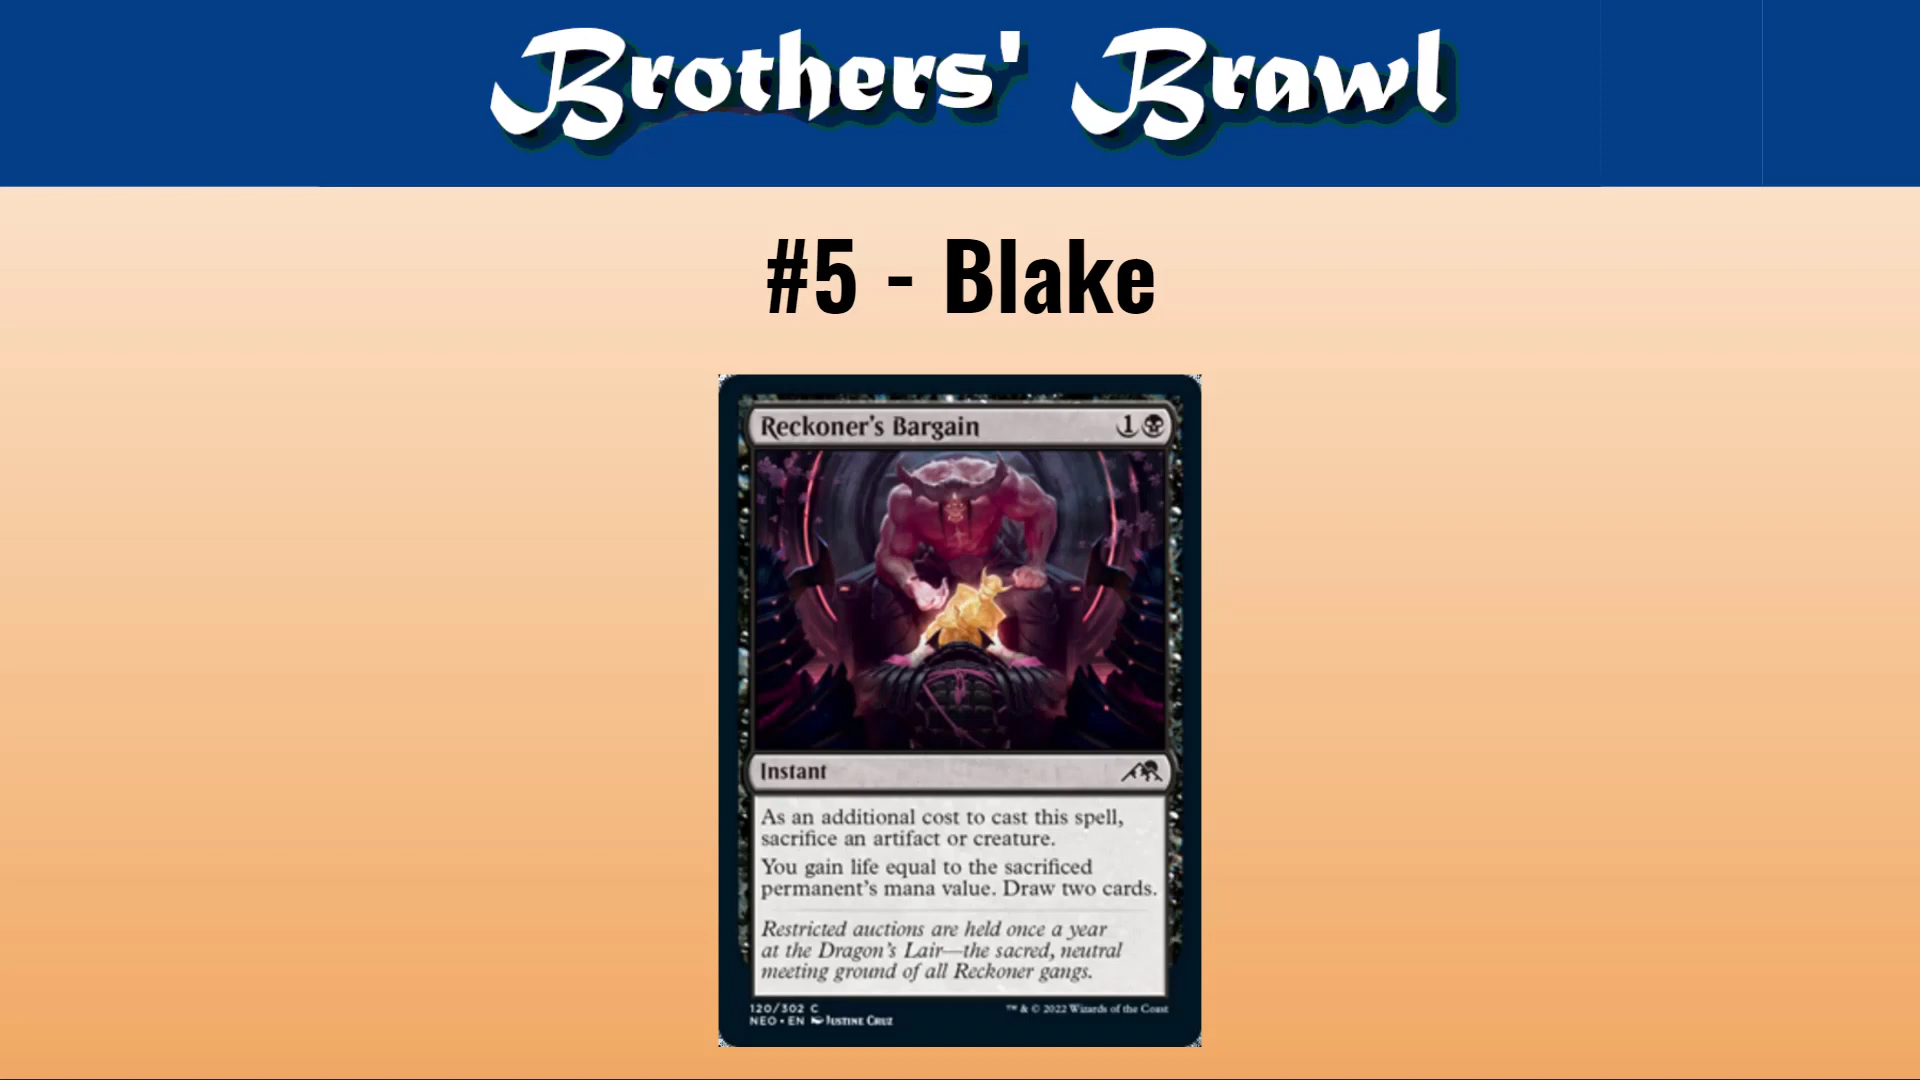 Brothers' Brawl
#5 - Blake
Reckoner's Bargain 1
Instant
As an additional cost to cast this spell,
sacrifice an artifact or creature.
You gain life equal to the sacrificed
permanent's mana value. Draw two cards.
Restricted auctions are held once a year
at the Dragon's Lair—the sacred, neutral
meeting ground of all Reckoner gangs.
120/302 C
™ & © 2022 Wizards of the Coast
NEO • EN Justine Cruz